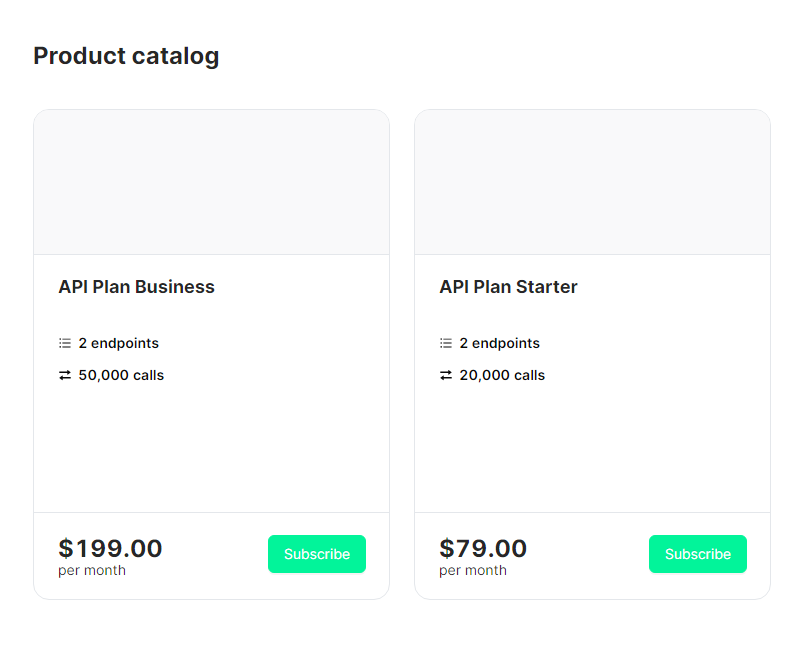 Product catalog
API Plan Business
2 endpoints
50,000 calls
$199.00
per month
Subscribe
API Plan Starter
2 endpoints
20,000 calls
$79.00
per month
Subscribe